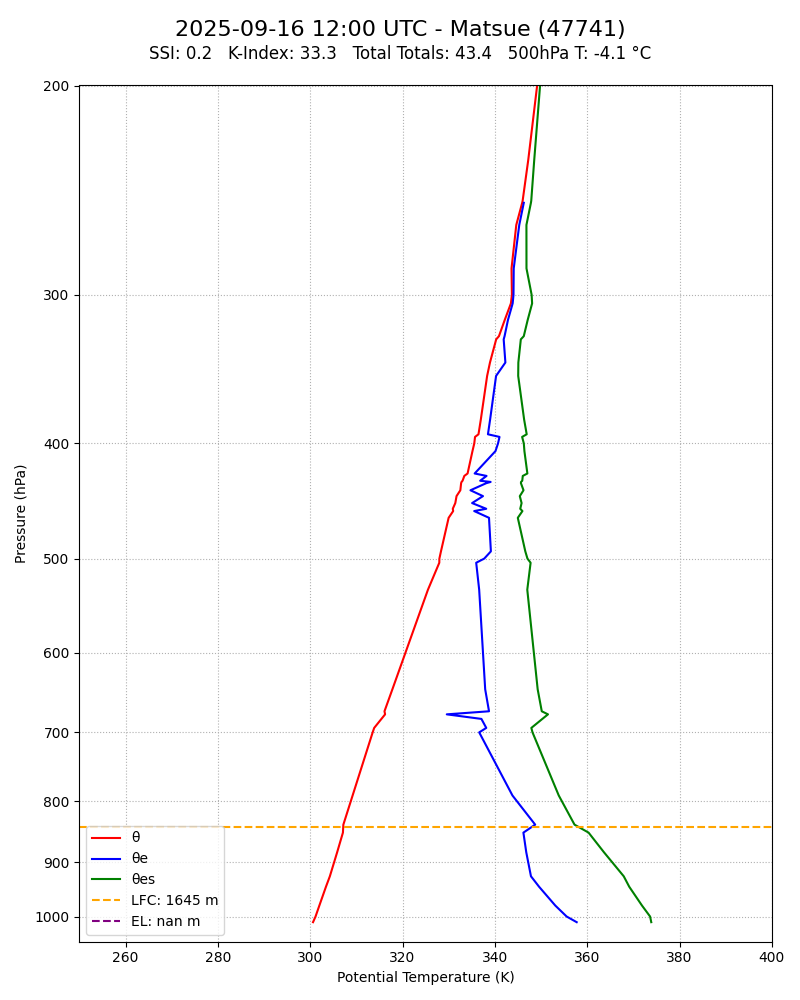 2025-09-16 12:00 UTC - Matsue (47741)
SSI: 0.2   K-Index: 33.3   Total Totals: 43.4   500hPa T: -4.1 °C
200
300
400
500
600
700
800
900
1000
Pressure (hPa)
θ
θe
θes
LFC: 1645 m
EL: nan m
260
280
300
320
340
360
380
400
Potential Temperature (K)